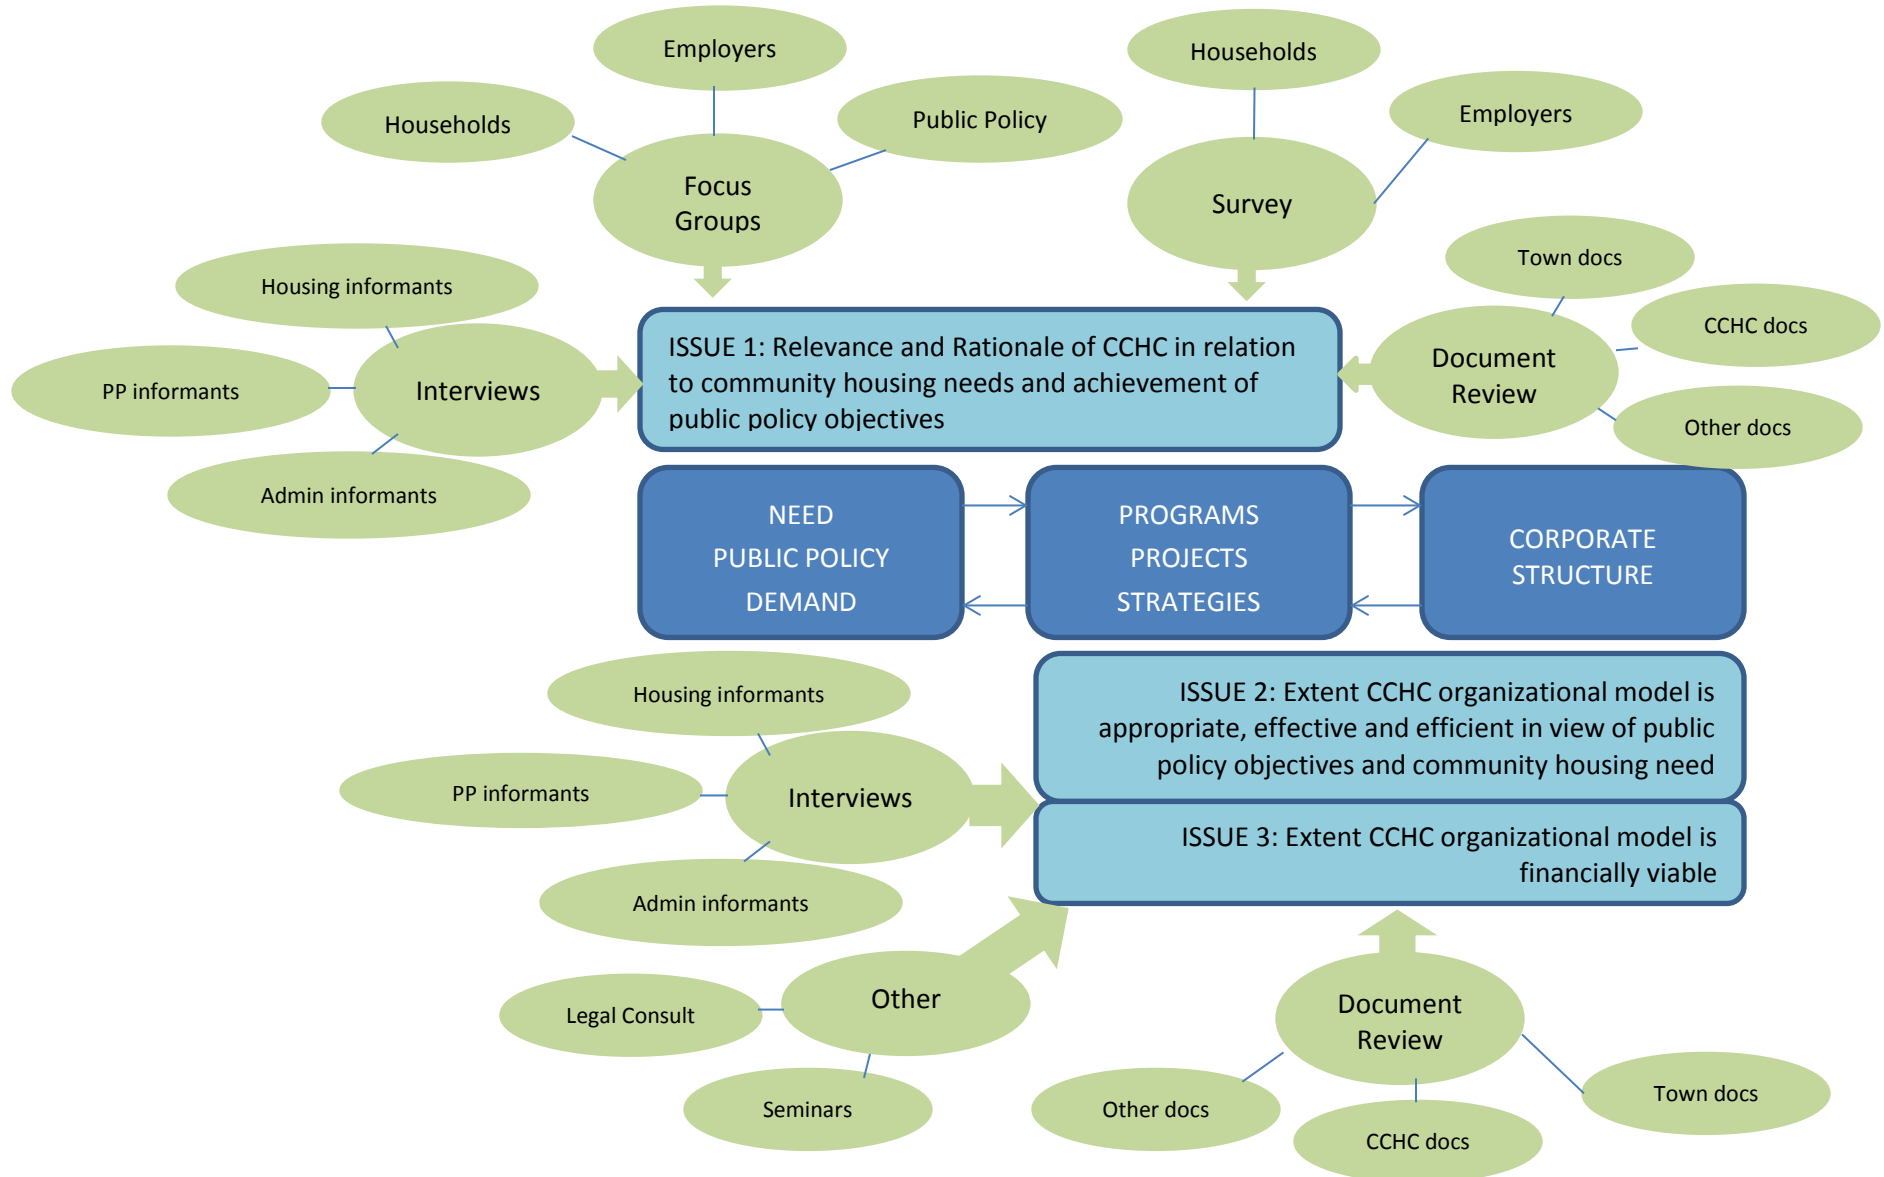 Employers
Households
Households
Employers
Public Policy
Focus
Groups
Survey
Town docs
Housing informants
CCHC docs
ISSUE 1: Relevance and Rationale of CCHC in relation
to community housing needs and achievement of
public policy objectives
Document
Review
PP informants
Interviews
Other docs
Admin informants
NEED
PUBLIC POLICY
DEMAND
PROGRAMS
PROJECTS
STRATEGIES
CORPORATE
STRUCTURE
Housing informants
ISSUE 2: Extent CCHC organizational model is
appropriate, effective and efficient in view of public
policy objectives and community housing need
PP informants
Interviews
ISSUE 3: Extent CCHC organizational model is
financially viable
Admin informants
Other
Legal Consult
Document
Review
Seminars
Other docs
Town docs
CCHC docs